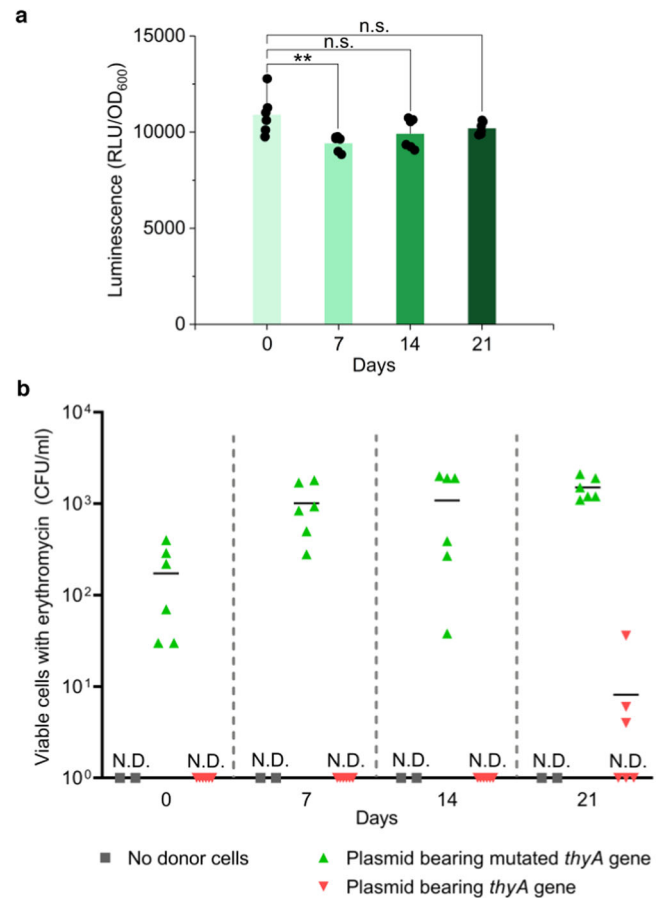 a
n.s.
n.s.
**
15000
10000
5000
0
Luminescence (RLU/OD600)
0 7 14 21
Days
b
10^4
10^3
10^2
10^1
10^0
Viable cells with erythromycin (CFU/ml)
N.D. N.D. N.D. N.D. N.D. N.D. N.D. N.D.
0 7 14 21
Days
No donor cells
Plasmid bearing mutated thyA gene
Plasmid bearing thyA gene